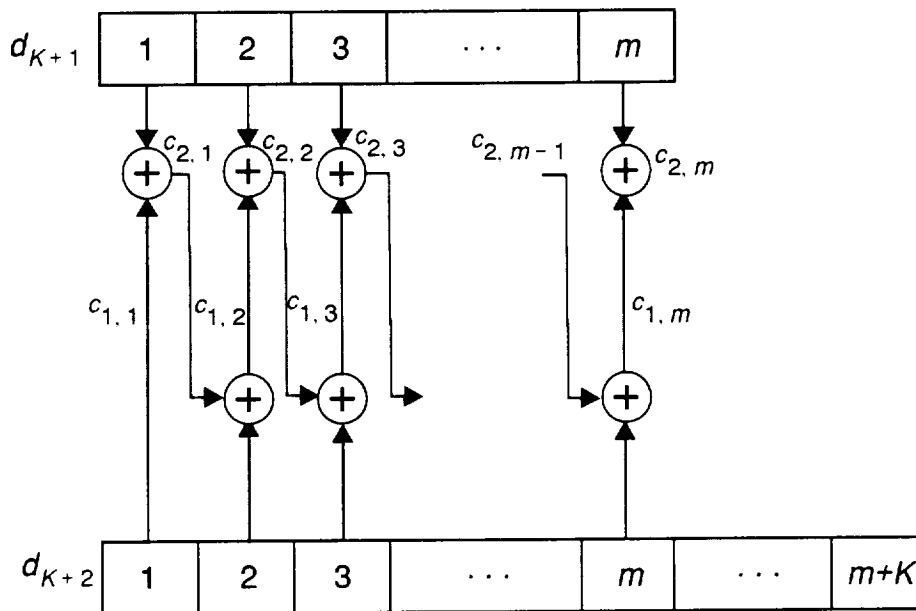 d_{K+1} 1 2 3 ... m
c_{2, 1} c_{2, 2} c_{2, 3} c_{2, m-1} c_{2, m}
+ + + +
c_{1, 1} c_{1, 2} c_{1, 3} c_{1, m}
+ + +
d_{K+2} 1 2 3 ... m ... m+K